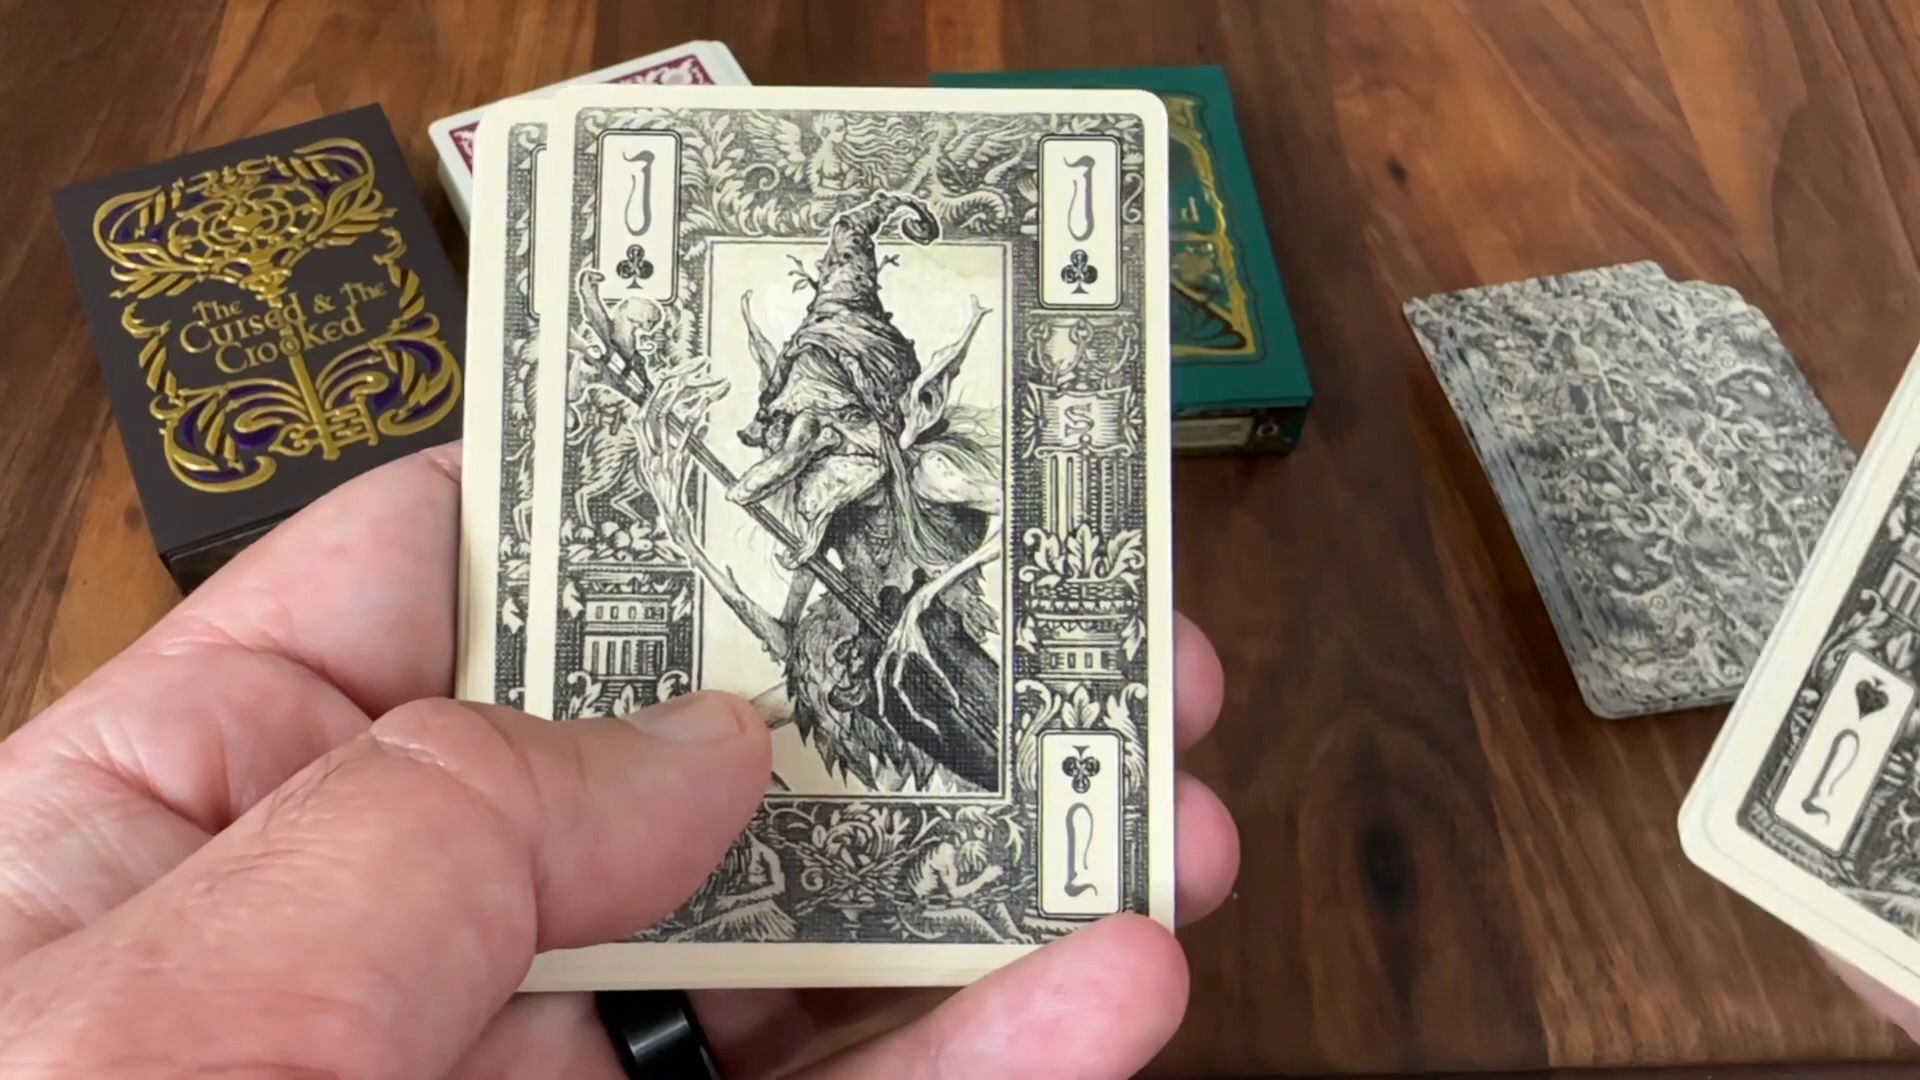 The
Cursed & The
Crooked
J
J
S.
J
J